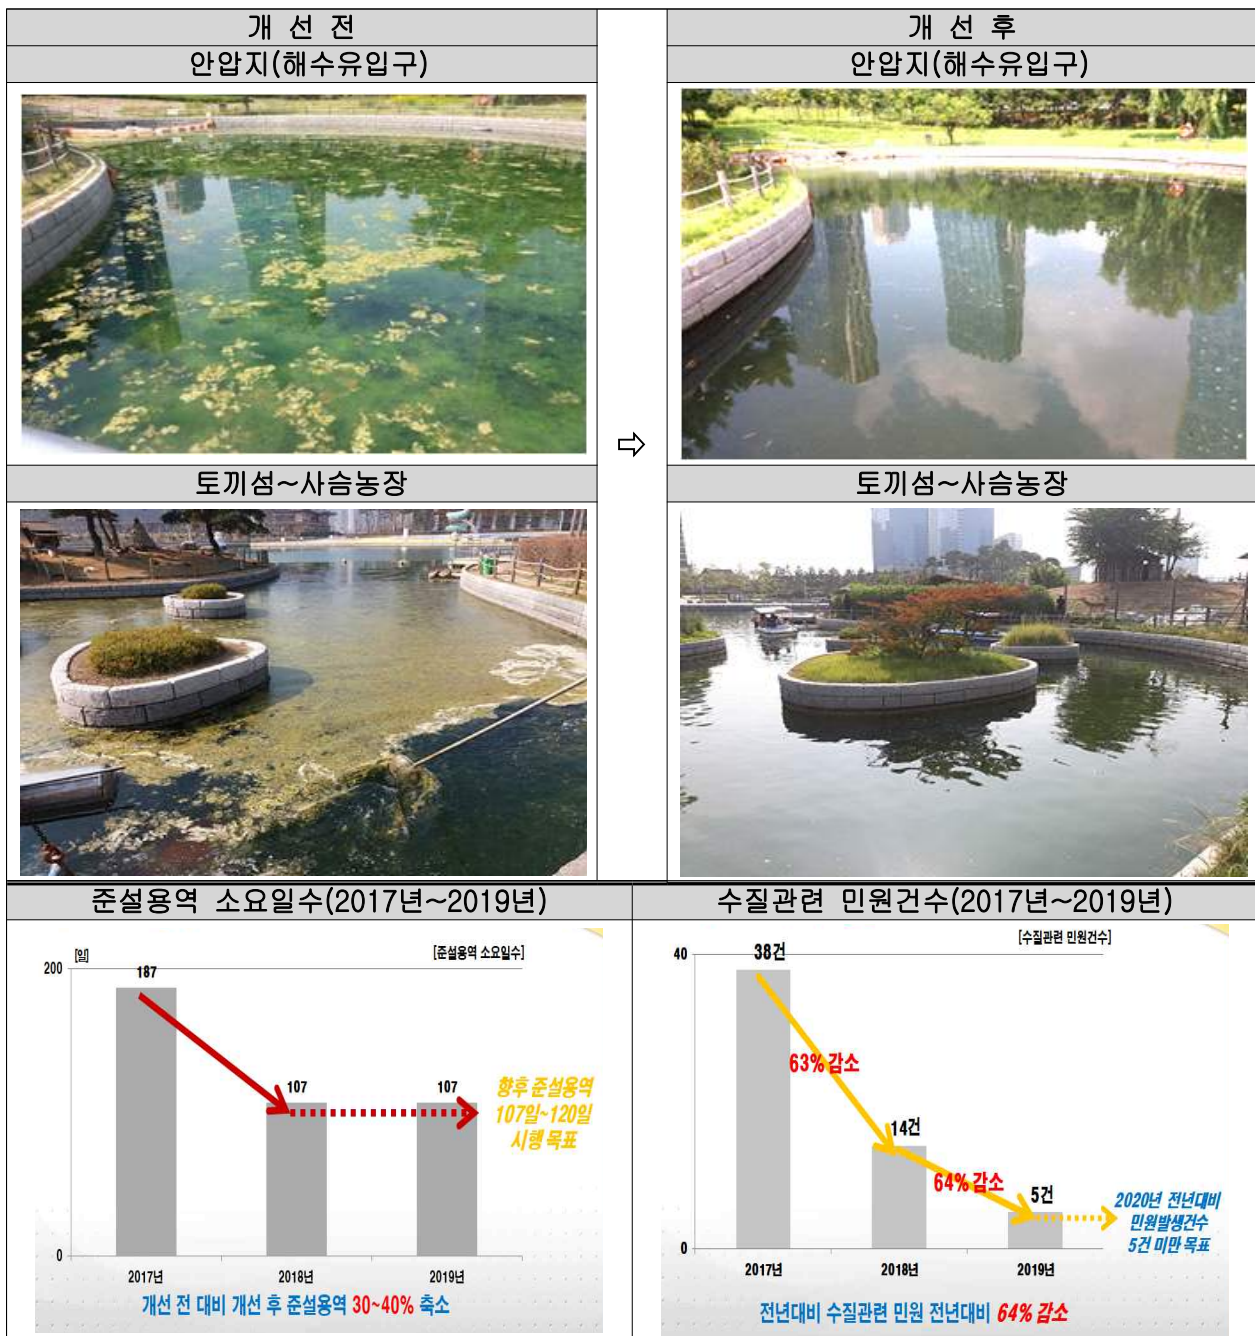 개 선 전
개 선 후
안압지(해수유입구)
안압지(해수유입구)
⇨
토끼섬~사슴농장
토끼섬~사슴농장
준설용역 소요일수(2017년~2019년)
[일]
[준설용역 소요일수]
200
187
107
107
향후 준설용역
107일~120일
시행 목표
0
2017년
2018년
2019년
개선 전 대비 개선 후 준설용역 30~40% 축소
수질관련 민원건수(2017년~2019년)
[수질관련 민원건수]
40
38건
63% 감소
14건
64% 감소
5건
2020년 전년대비
민원발생건수
5건 미만 목표
0
2017년
2018년
2019년
전년대비 수질관련 민원 전년대비 64% 감소